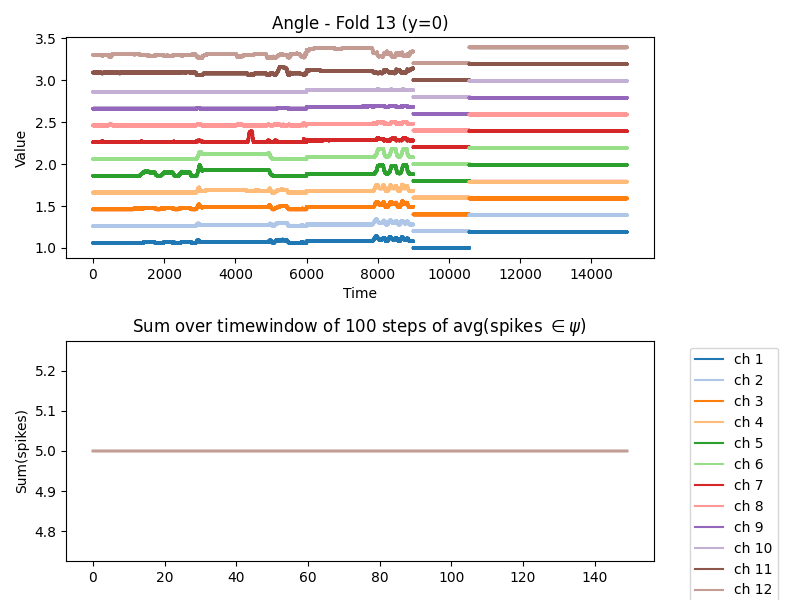 Angle - Fold 13 (y=0)
Value
3.5
3.0
2.5
2.0
1.5
1.0
0 2000 4000 6000 8000 10000 12000 14000
Time
Sum over timewindow of 100 steps of avg(spikes ∈ ψ)
Sum(spikes)
5.2
5.1
5.0
4.9
4.8
0 20 40 60 80 100 120 140
ch 1
ch 2
ch 3
ch 4
ch 5
ch 6
ch 7
ch 8
ch 9
ch 10
ch 11
ch 12